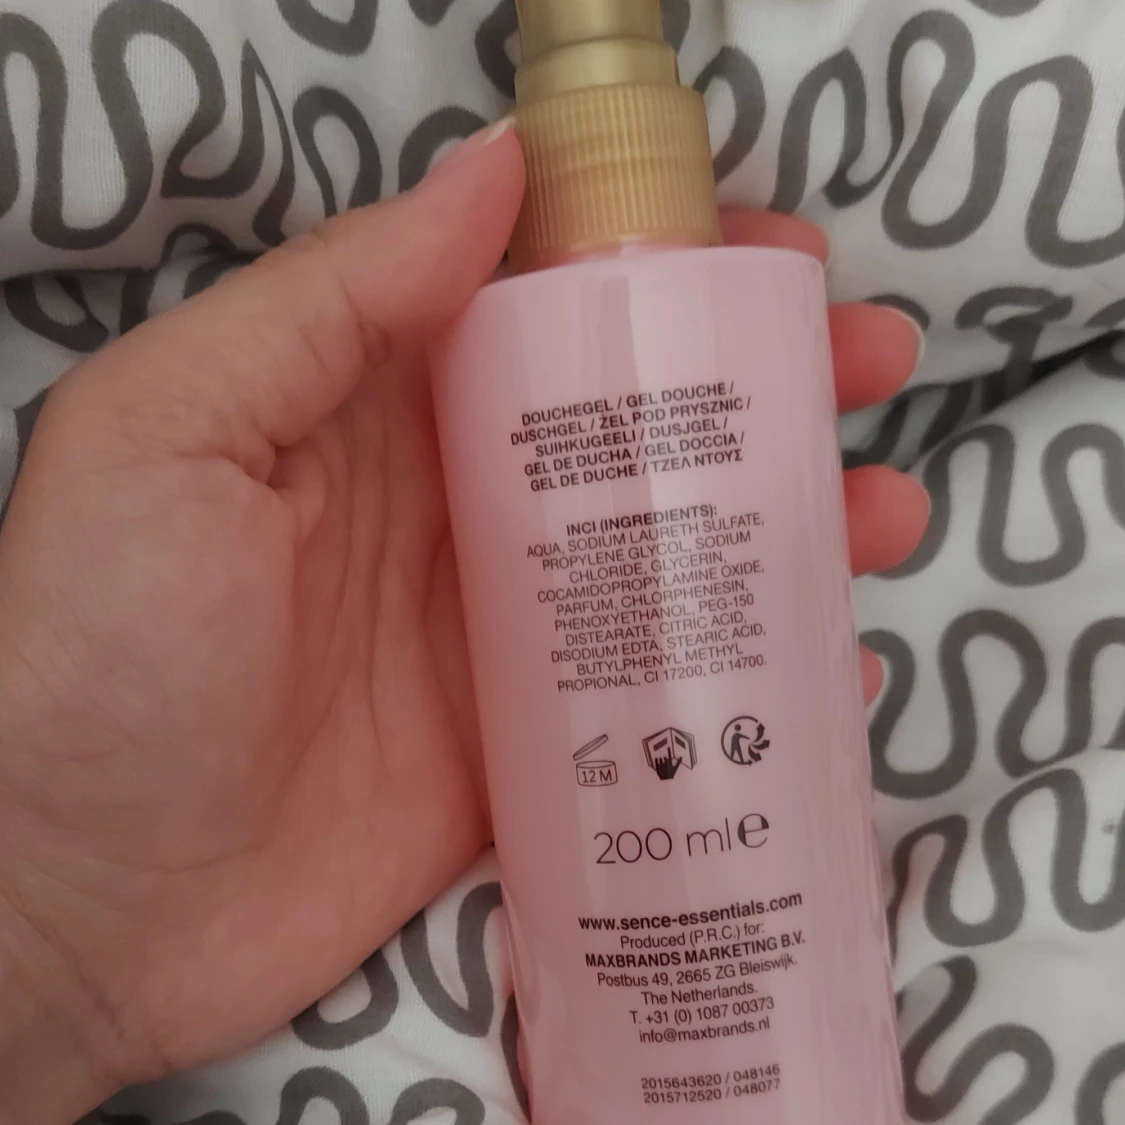 DOUCHEGEL / GEL DOUCHE /
DUSCHGEL / ŻEL POD PRYSZNIC /
SUIHKUGEELI / DUSJGEL /
GEL DE DUCHA / GEL DOCCIA /
GEL DE DUCHE / ΤΖΕΛ ΝΤΟΥΣ
INCI (INGREDIENTS):
AQUA, SODIUM LAURETH SULFATE,
PROPYLENE GLYCOL, SODIUM
CHLORIDE, GLYCERIN,
COCAMIDOPROPYLAMINE OXIDE,
PARFUM, CHLORPHENESIN,
PHENOXYETHANOL, PEG-150
DISTEARATE, CITRIC ACID,
DISODIUM EDTA, STEARIC ACID,
BUTYLPHENYL METHYL
PROPIONAL, CI 17200, CI 14700.
12 M
200 ml e
www.sence-essentials.com
Produced (P.R.C.) for:
MAXBRANDS MARKETING B.V.
Postbus 49, 2665 ZG Bleiswijk.
The Netherlands.
T. +31 (0) 1087 00373
info@maxbrands.nl
2015643620 / 048146
2015712520 / 048077